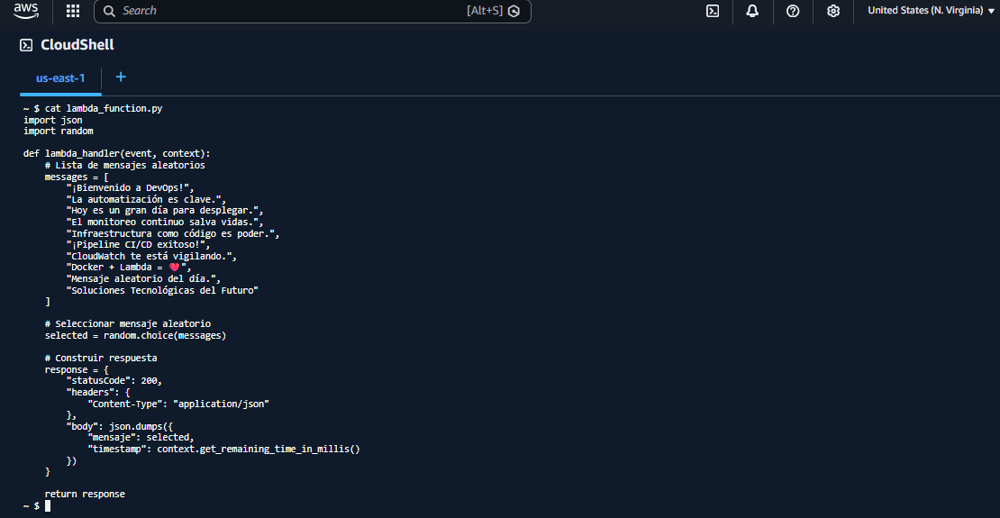 aws
Search [Alt+S] United States (N. Virginia)
CloudShell
us-east-1 +
~ $ cat lambda_function.py
import json
import random

def lambda_handler(event, context):
    # Lista de mensajes aleatorios
    messages = [
        "¡Bienvenido a DevOps!",
        "La automatización es clave.",
        "Hoy es un gran día para desplegar.",
        "El monitoreo continuo salva vidas.",
        "Infraestructura como código es poder.",
        "¡Pipeline CI/CD exitoso!",
        "CloudWatch te está vigilando.",
        "Docker + Lambda = 💖",
        "Mensaje aleatorio del día.",
        "Soluciones Tecnológicas del Futuro"
    ]

    # Seleccionar mensaje aleatorio
    selected = random.choice(messages)

    # Construir respuesta
    response = {
        "statusCode": 200,
        "headers": {
            "Content-Type": "application/json"
        },
        "body": json.dumps({
            "mensaje": selected,
            "timestamp": context.get_remaining_time_in_millis()
        })
    }

    return response
~ $